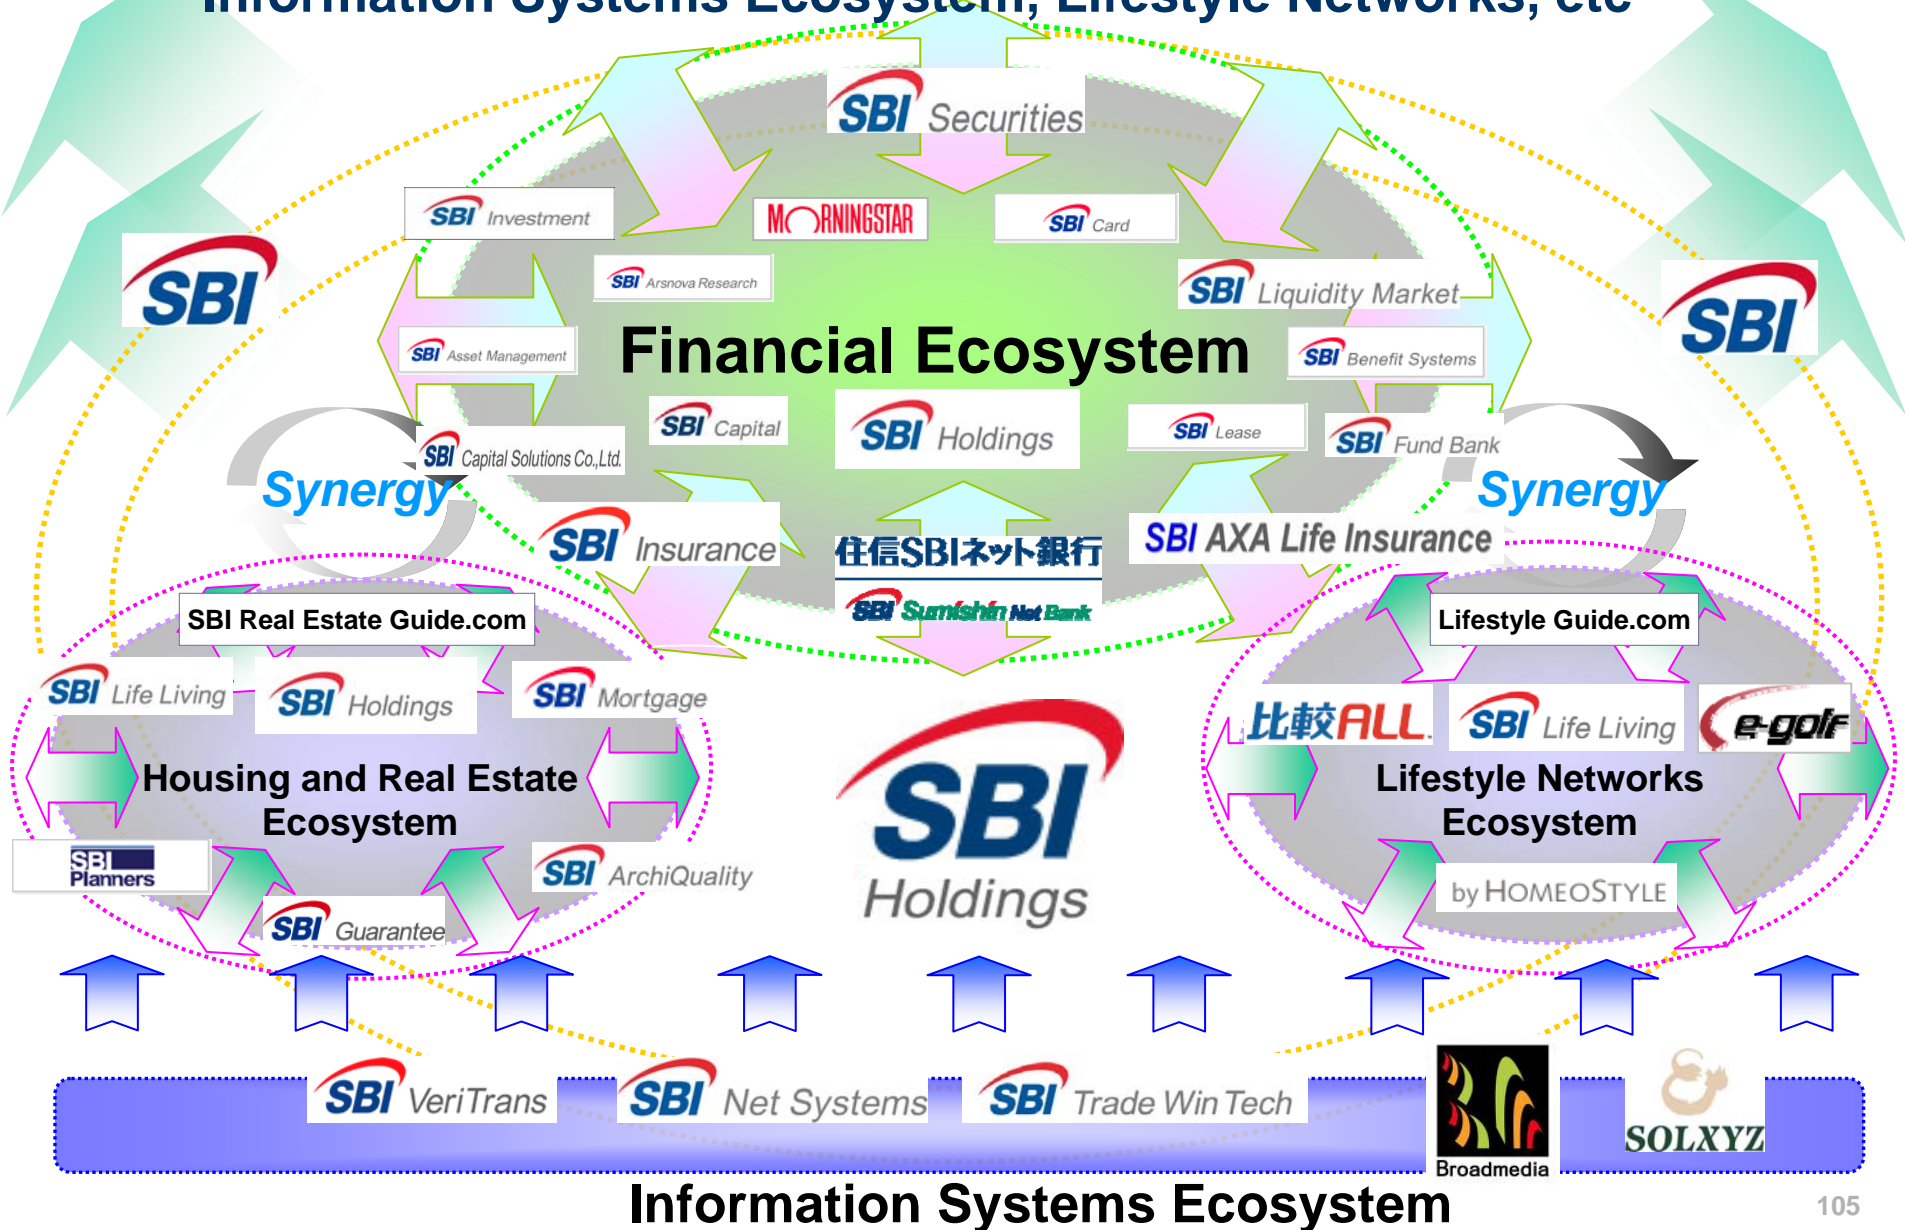 Information Systems Ecosystem, Lifestyle Networks, etc
SBI Securities
SBI Investment
MORNINGSTAR
SBI Card
SBI
SBI Arsnova Research
SBI Liquidity Market
SBI
SBI Asset Management
Financial Ecosystem
SBI Benefit Systems
SBI Capital
SBI Holdings
SBI Lease
SBI Fund Bank
SBI Capital Solutions Co.,Ltd.
Synergy
Synergy
SBI Insurance
住信SBIネット銀行
SBI Sumishin Net Bank
SBI AXA Life Insurance
SBI Real Estate Guide.com
Lifestyle Guide.com
SBI Life Living
SBI Holdings
SBI Mortgage
比較ALL
SBI Life Living
e-golf
Housing and Real Estate
Ecosystem
SBI
Holdings
Lifestyle Networks
Ecosystem
SBI
Planners
SBI ArchiQuality
SBI Guarantee
by HOMEOSTYLE
SBI VeriTrans
SBI Net Systems
SBI Trade Win Tech
Broadmedia
SOLXYZ
Information Systems Ecosystem
105